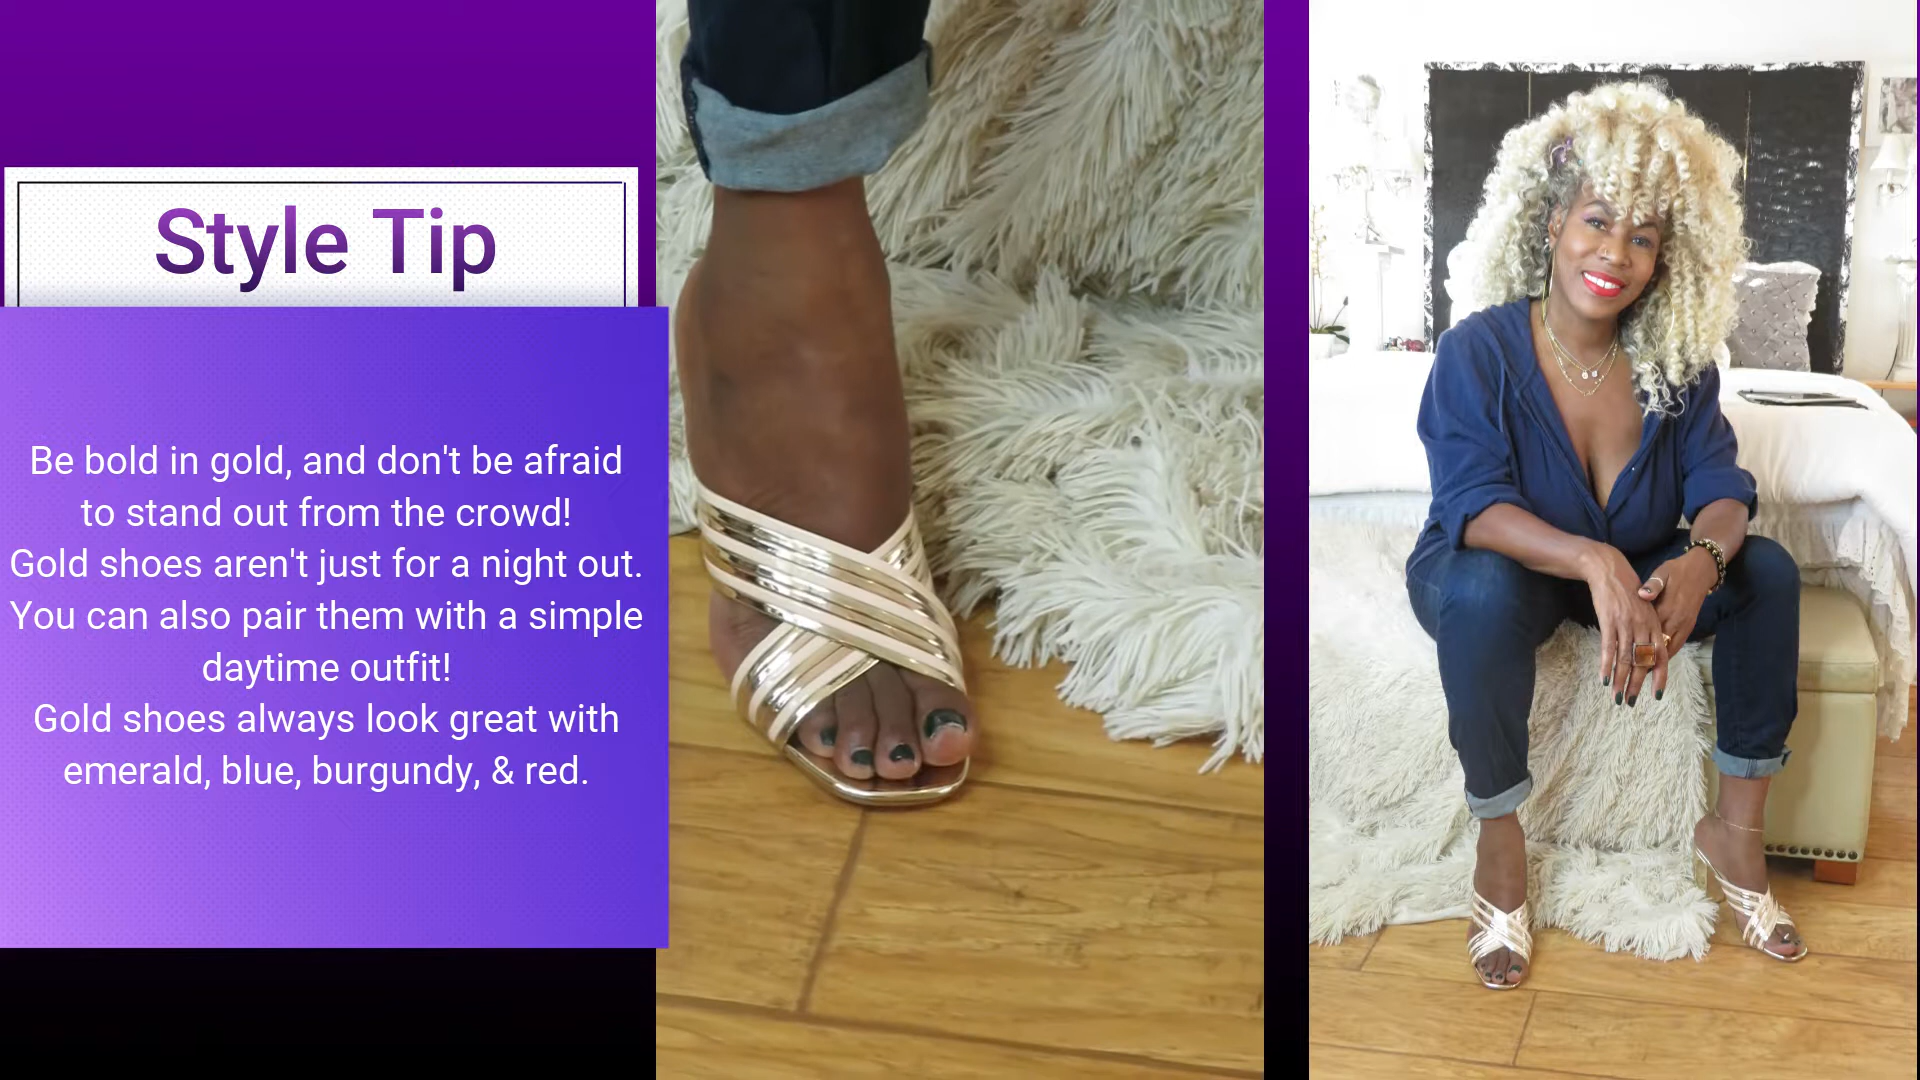 Style Tip
Be bold in gold, and don't be afraid
to stand out from the crowd!
Gold shoes aren't just for a night out.
You can also pair them with a simple
daytime outfit!
Gold shoes always look great with
emerald, blue, burgundy, & red.